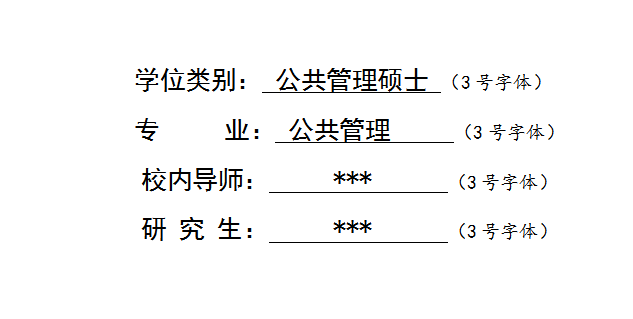 学位类别：公共管理硕士（3号字体）
专 业：公共管理（3号字体）
校内导师：***（3号字体）
研 究 生：***（3号字体）